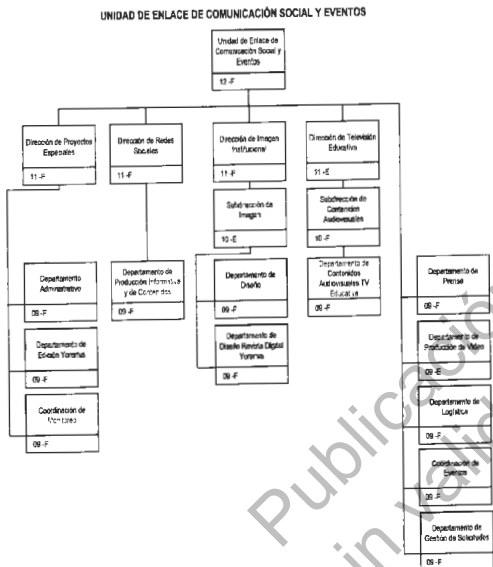 UNIDAD DE ENLACE DE COMUNICACIÓN SOCIAL Y EVENTOS
Unidad de Enlace de
Comunicación Social y
Eventos
12 -F
Dirección de Proyectos
Especiales
11 -F
Dirección de Redes
Sociales
11 -F
Dirección de Imagen
Institucional
11 -F
Dirección de Televisión
Educativa
11 -E
Subdirección de
Imagen
10 -E
Subdirección de
Contenidos
Audiovisuales
10 -F
Departamento
Administrativo
09 -F
Departamento de
Producción Informativa
y de Contenidos
09 -F
Departamento de
Diseño
09 -F
Departamento de
Contenidos
Audiovisuales TV
Educativa
09 -F
Departamento de
Prensa
09 -F
Departamento de
Edición Yorartus
09 -F
Departamento de
Diseño Revista Digital
09 -F
Departamento de
Producción de Video
09 -E
Coordinación de
Monitoreo
09 -F
Departamento de
Logística
09 -F
Coordinación de
Eventos
09 -F
Departamento de
Gestión de Solicitudes
09 -F
Publicación
in valid